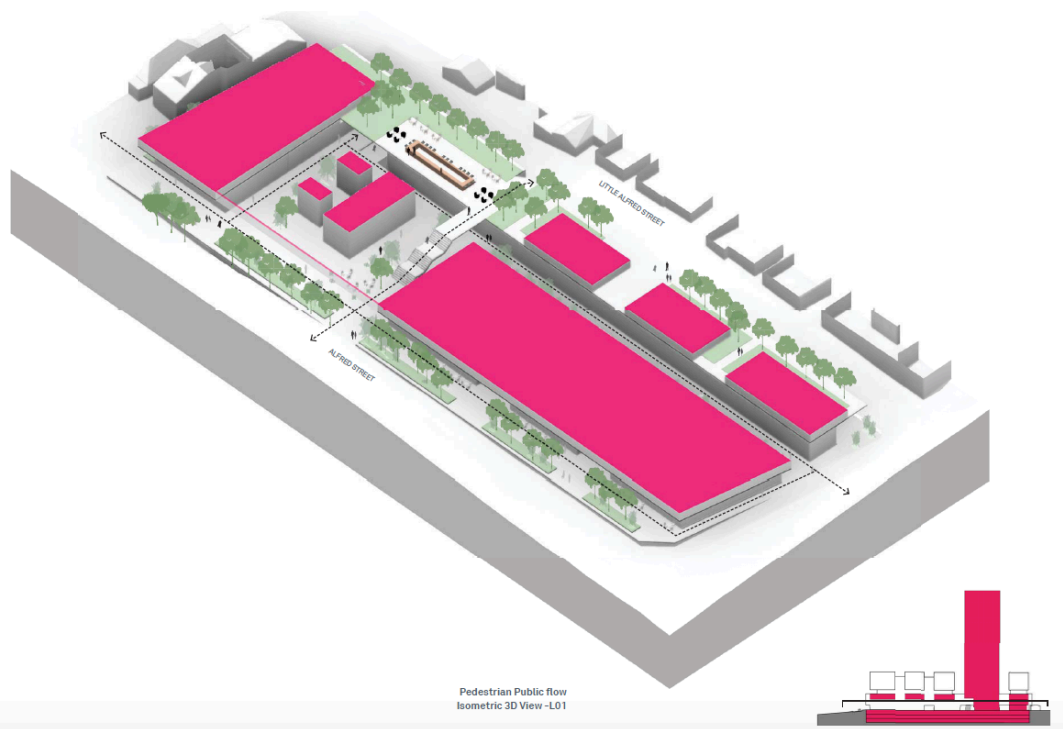 LITTLE ALFRED STREET
ALFRED STREET
Pedestrian Public flow
Isometric 3D View -L01